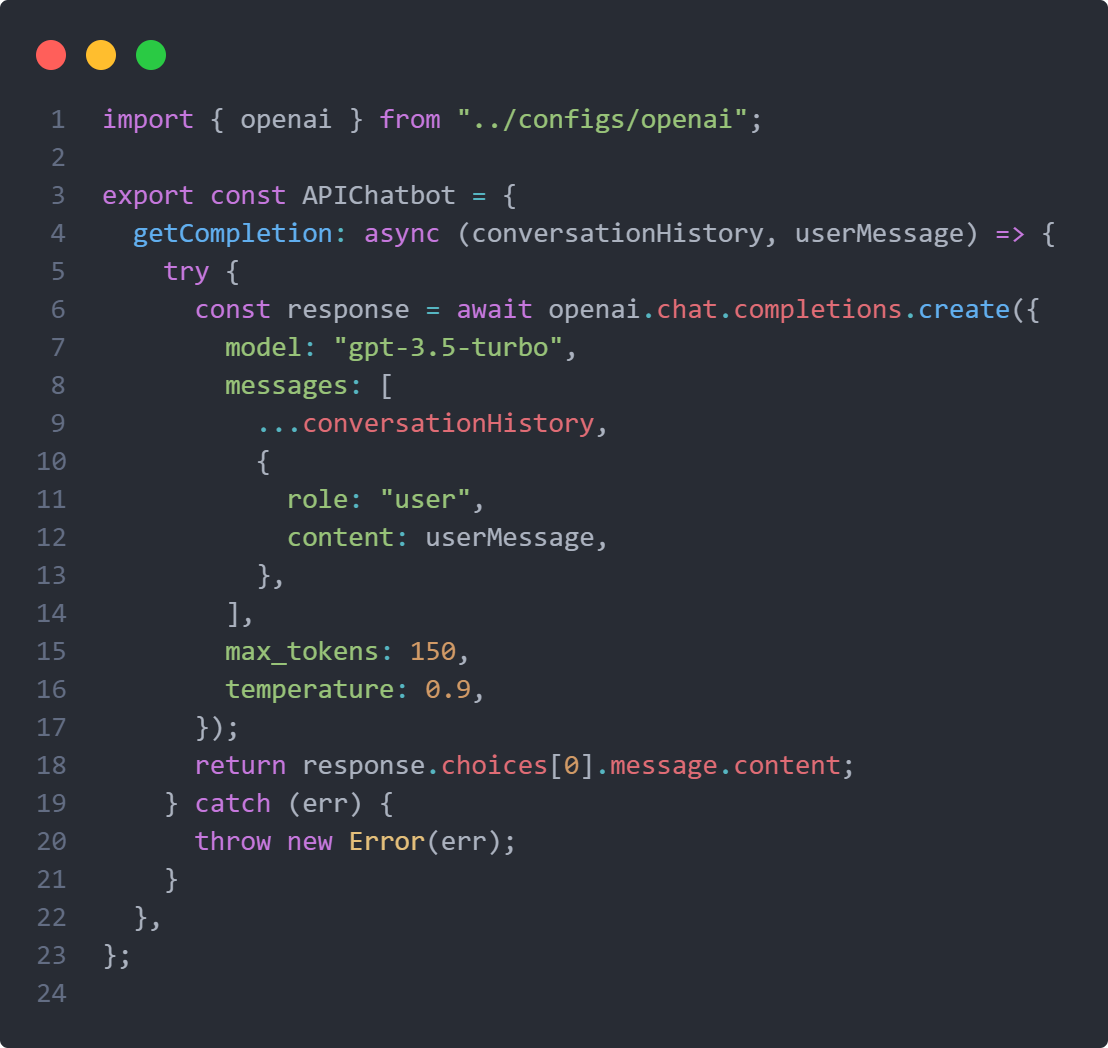 1 import { openai } from "../configs/openai";
2
3 export const APIChatbot = {
4   getCompletion: async (conversationHistory, userMessage) => {
5     try {
6       const response = await openai.chat.completions.create({
7         model: "gpt-3.5-turbo",
8         messages: [
9           ...conversationHistory,
10           {
11             role: "user",
12             content: userMessage,
13           },
14         ],
15         max_tokens: 150,
16         temperature: 0.9,
17       });
18       return response.choices[0].message.content;
19     } catch (err) {
20       throw new Error(err);
21     }
22   },
23 };
24